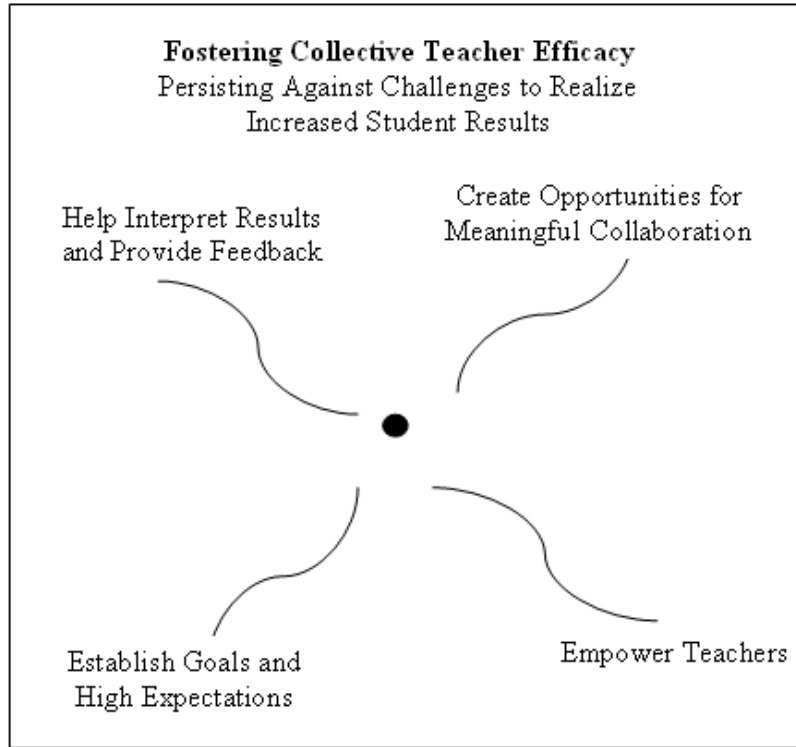 Fostering Collective Teacher Efficacy
Persisting Against Challenges to Realize
Increased Student Results
Help Interpret Results
and Provide Feedback
Create Opportunities for
Meaningful Collaboration
Establish Goals and
High Expectations
Empower Teachers